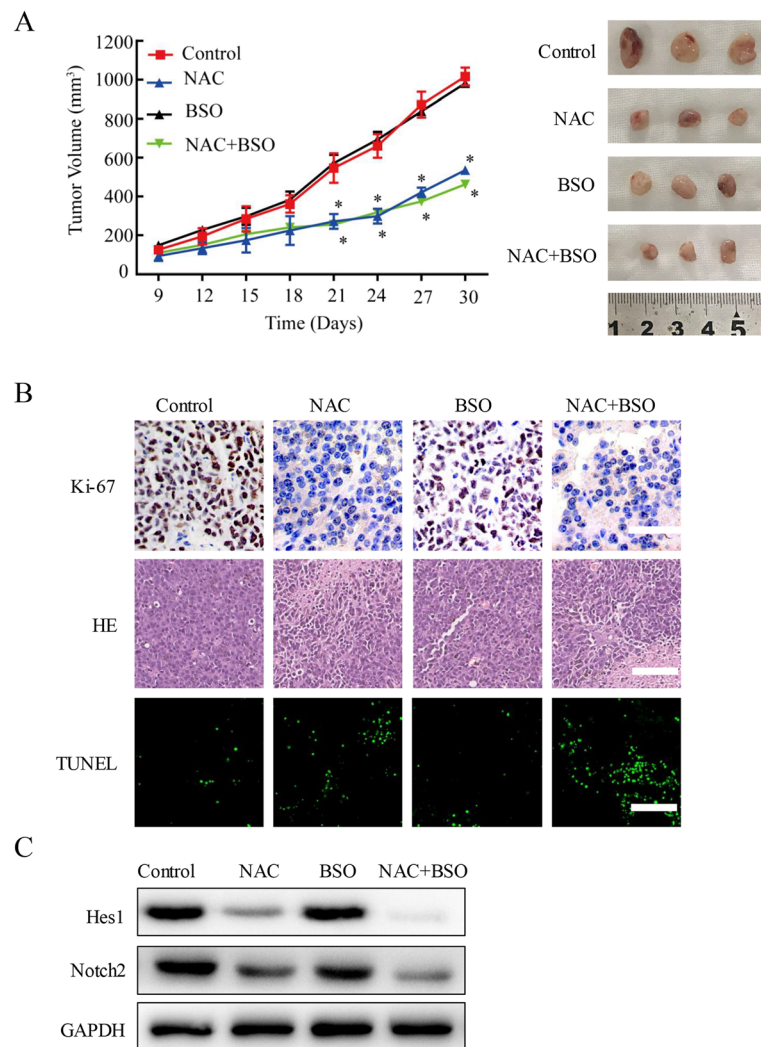 A
Tumor Volume (mm³)
1200
1000
800
600
400
200
0
Control
NAC
BSO
NAC+BSO
* * * *
* * * *
9 12 15 18 21 24 27 30
Time (Days)
Control
NAC
BSO
NAC+BSO
1 2 3 4 5
B
Control NAC BSO NAC+BSO
Ki-67
HE
TUNEL
C
Control NAC BSO NAC+BSO
Hes1
Notch2
GAPDH